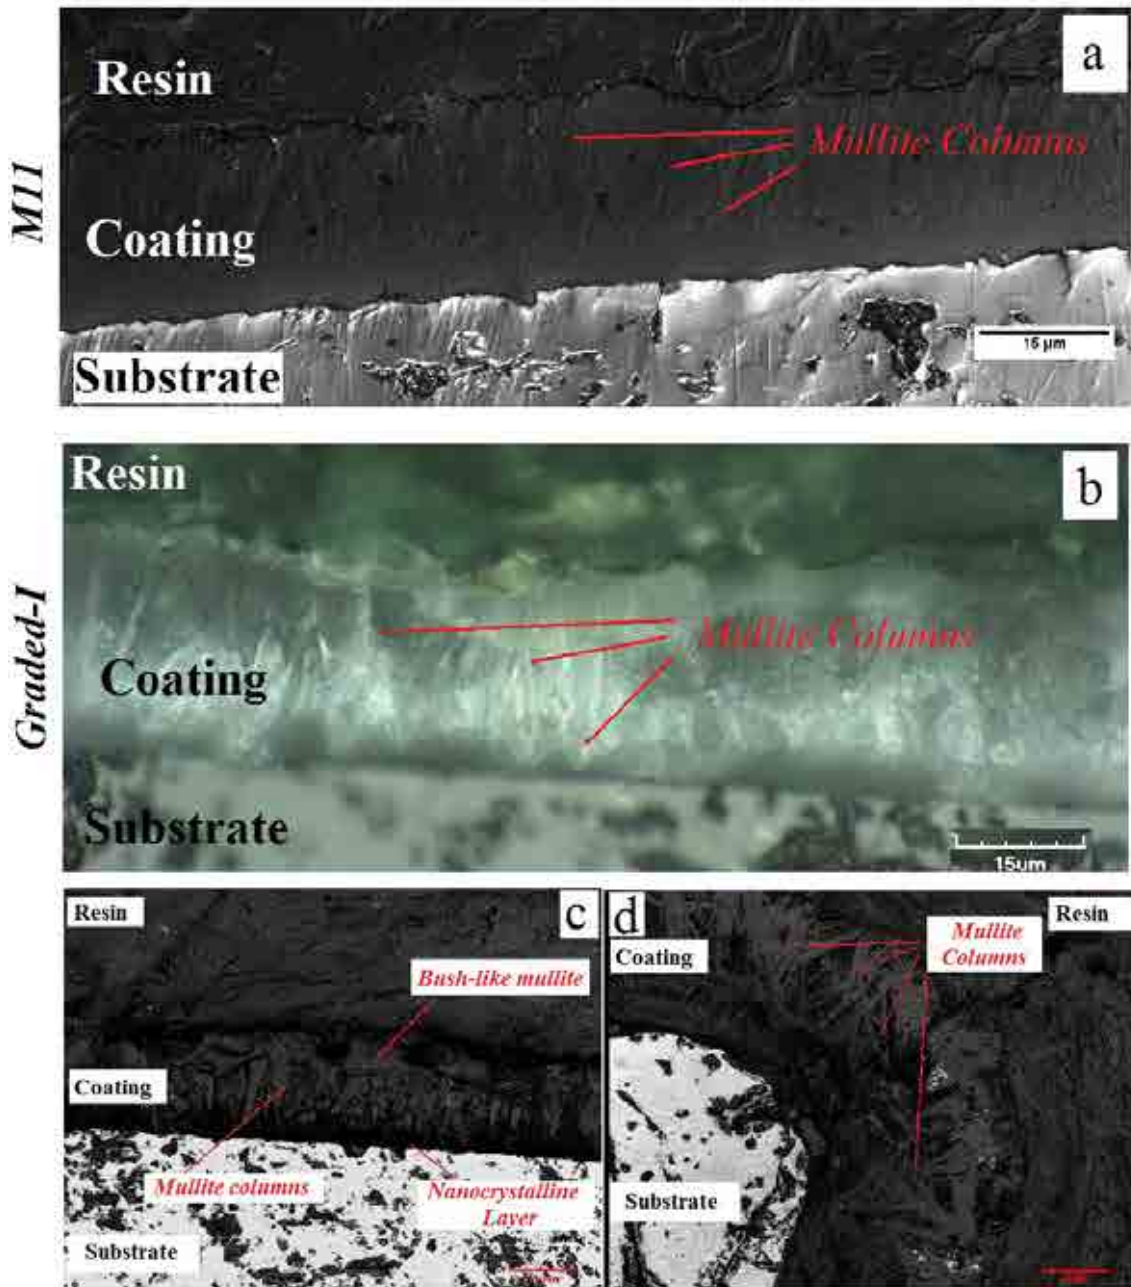 a
Resin
Mullite Columns
M11
Coating
15 µm
Substrate
Resin
b
Mullite Columns
Graded-I
Coating
Substrate
15um
Resin
c
d
Resin
Mullite
Columns
Coating
Bush-like mullite
Coating
Mullite columns
Nanocrystalline
Layer
Substrate
Substrate